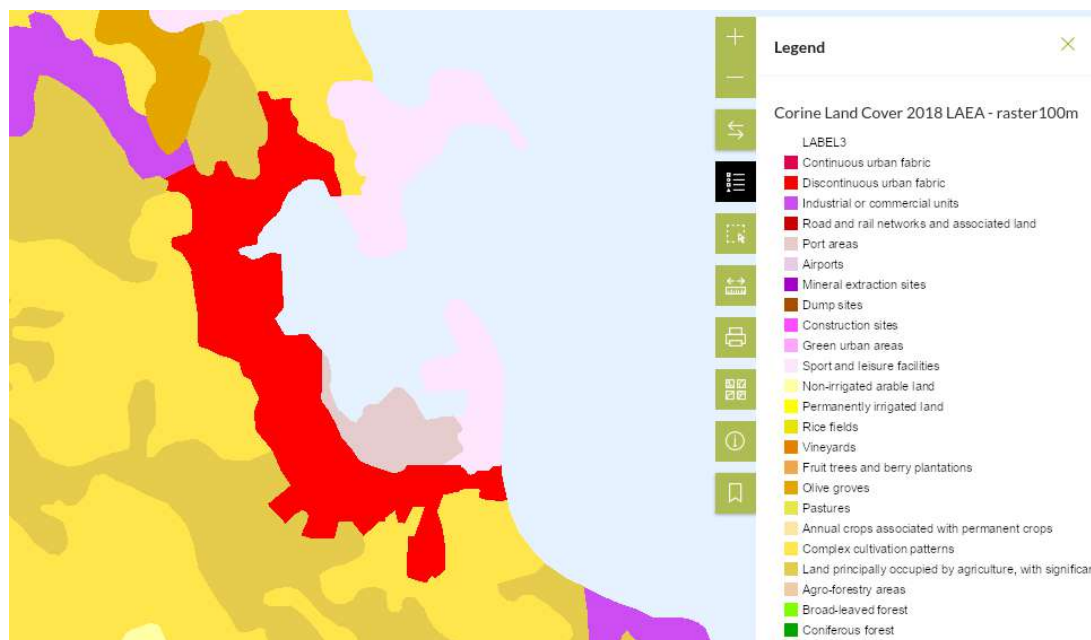 Legend
Corine Land Cover 2018 LAEA - raster100m
LABEL3
Continuous urban fabric
Discontinuous urban fabric
Industrial or commercial units
Road and rail networks and associated land
Port areas
Airports
Mineral extraction sites
Dump sites
Construction sites
Green urban areas
Sport and leisure facilities
Non-irrigated arable land
Permanently irrigated land
Rice fields
Vineyards
Fruit trees and berry plantations
Olive groves
Pastures
Annual crops associated with permanent crops
Complex cultivation patterns
Land principally occupied by agriculture, with significar
Agro-forestry areas
Broad-leaved forest
Coniferous forest